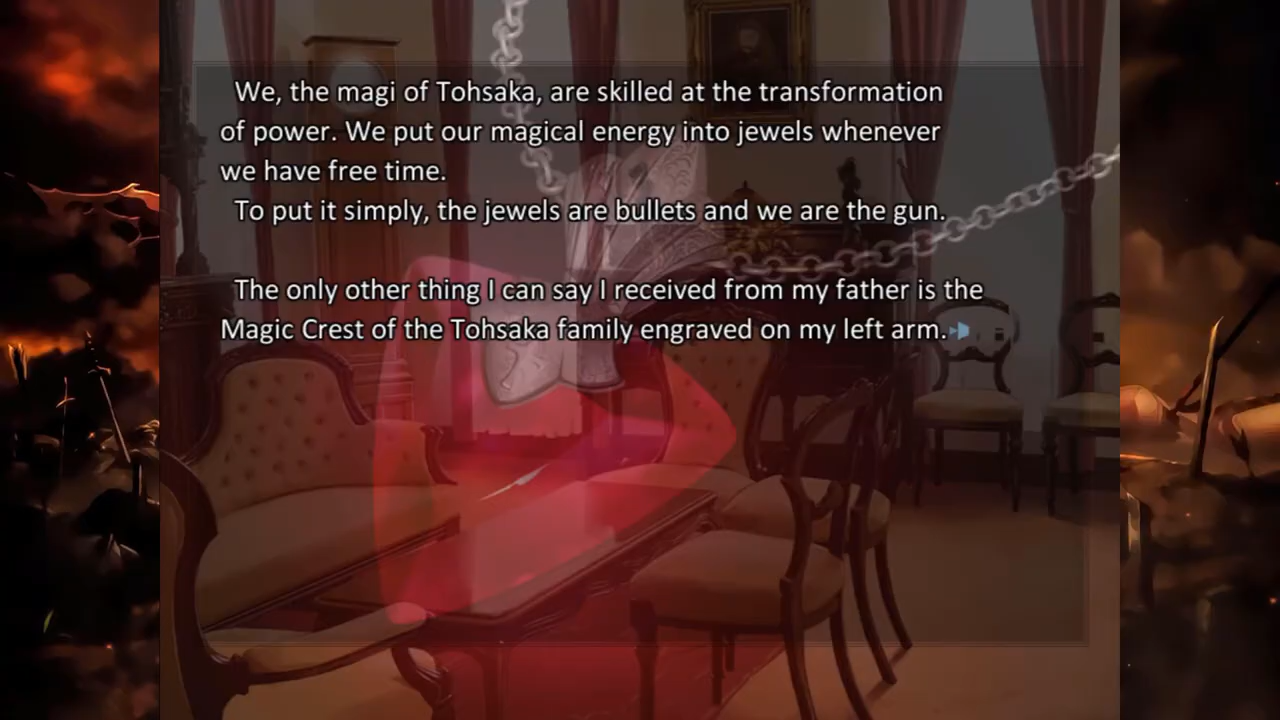 We, the magi of Tohsaka, are skilled at the transformation
of power. We put our magical energy into jewels whenever
we have free time.
To put it simply, the jewels are bullets and we are the gun.
The only other thing I can say I received from my father is the
Magic Crest of the Tohsaka family engraved on my left arm.